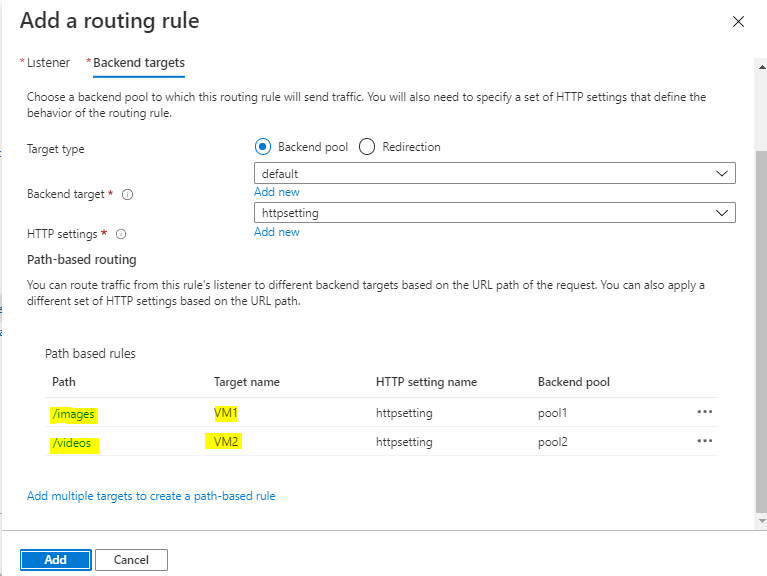 Add a routing rule
* Listener * Backend targets
Choose a backend pool to which this routing rule will send traffic. You will also need to specify a set of HTTP settings that define the
behavior of the routing rule.
Target type Backend pool Redirection
default
Backend target * Add new
httpsetting
HTTP settings * Add new
Path-based routing
You can route traffic from this rule's listener to different backend targets based on the URL path of the request. You can also apply a
different set of HTTP settings based on the URL path.
Path based rules
Path Target name HTTP setting name Backend pool
/images VM1 httpsetting pool1
/videos VM2 httpsetting pool2
Add multiple targets to create a path-based rule
Add Cancel